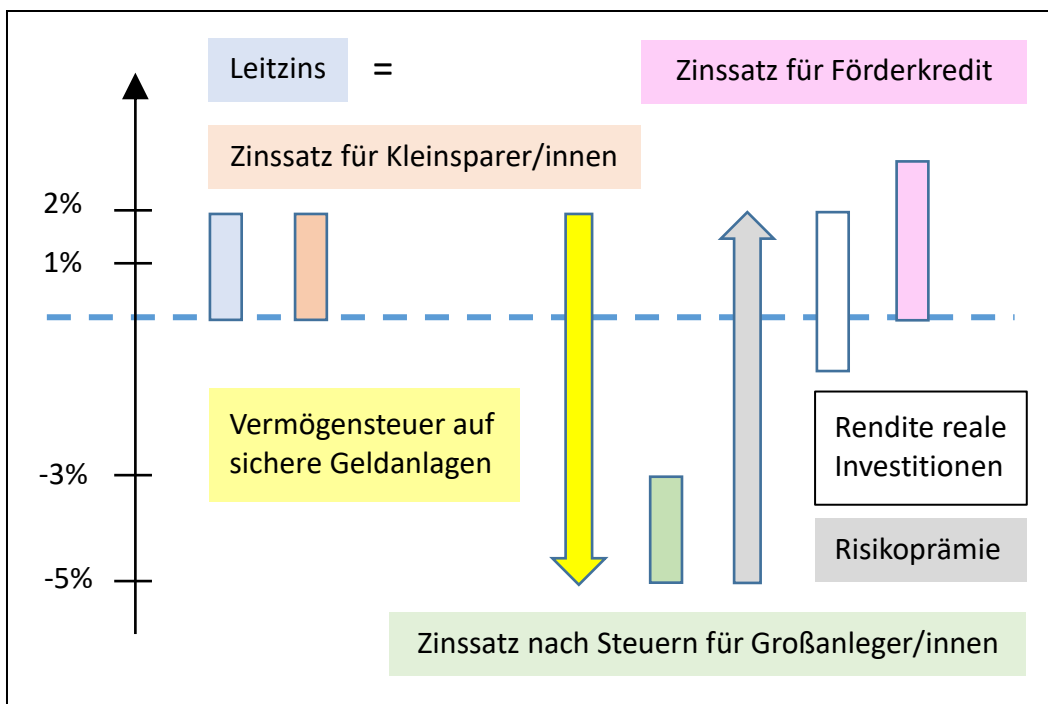 Leitzins
=
Zinssatz für Förderkredit
Zinssatz für Kleinsparer/innen
2%
1%
Vermögensteuer auf
sichere Geldanlagen
Rendite reale
Investitionen
-3%
Risikoprämie
-5%
Zinssatz nach Steuern für Großanleger/innen